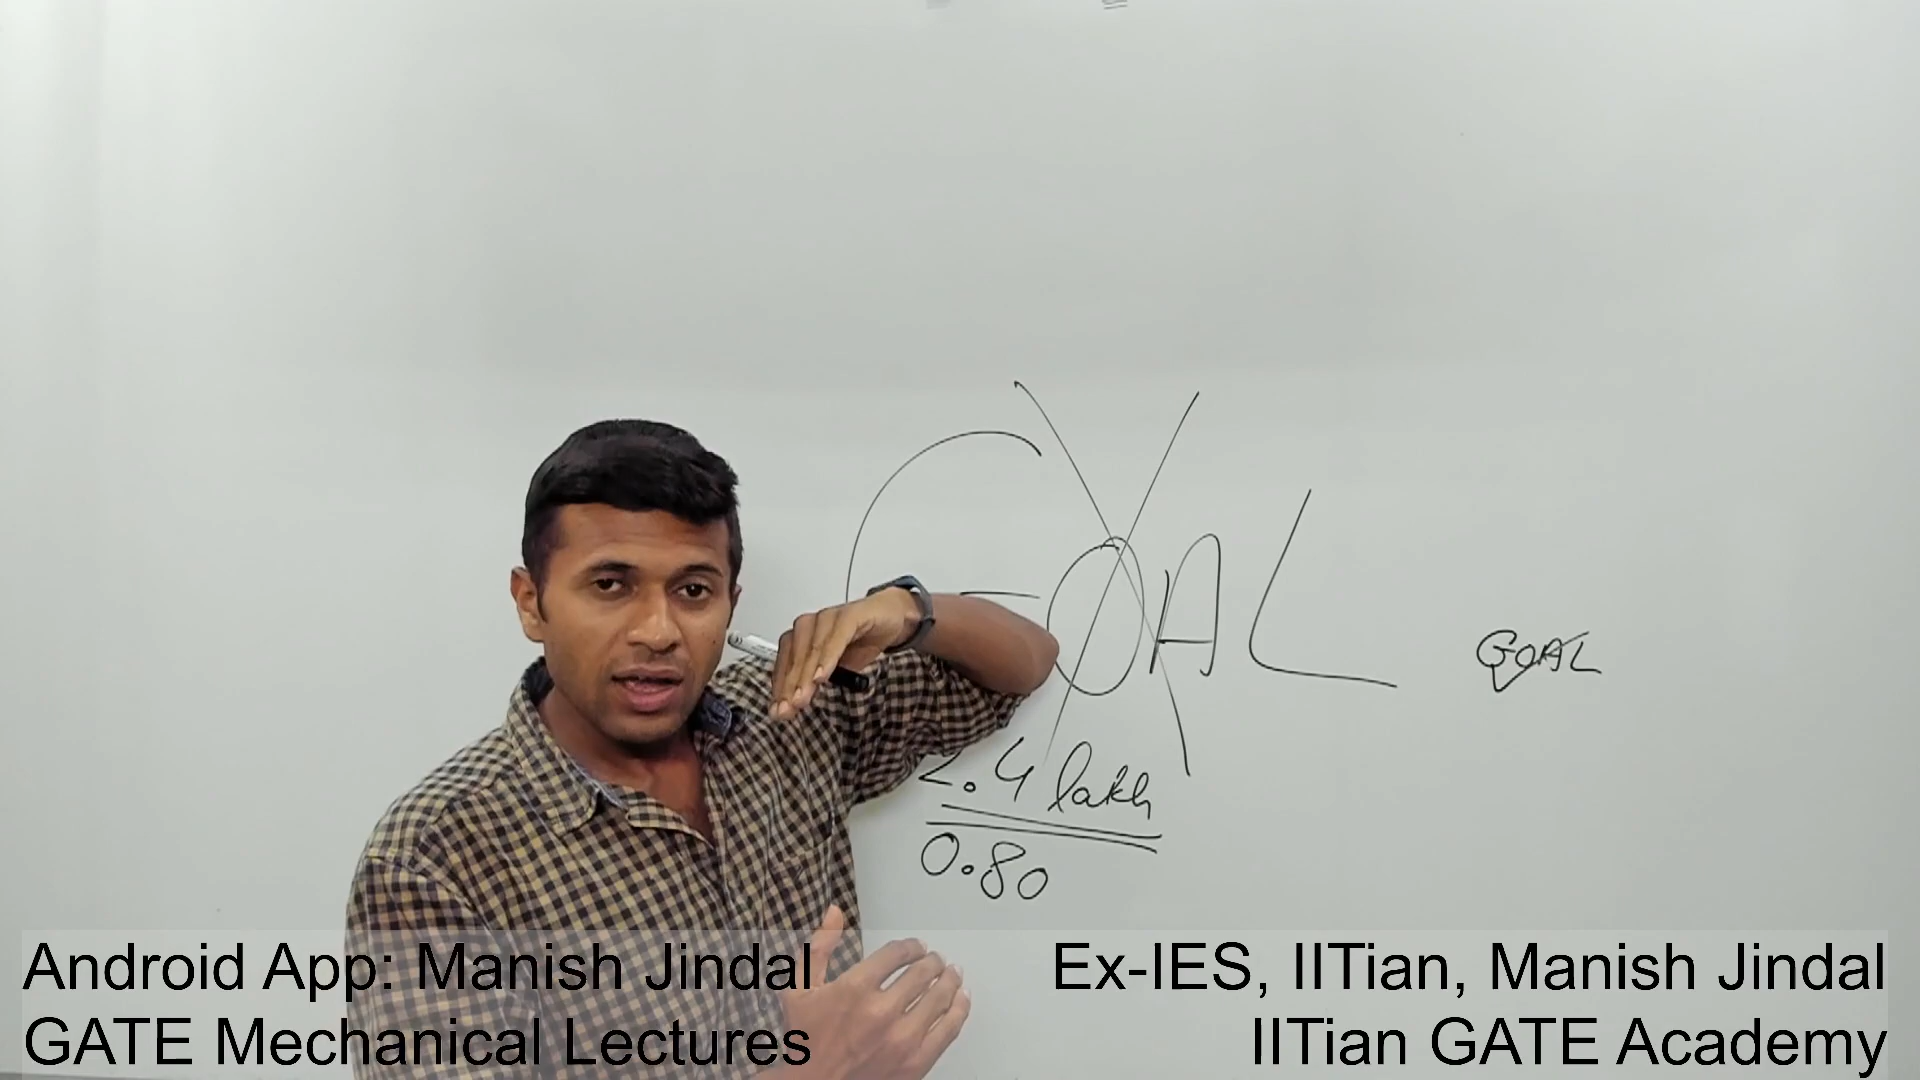 GOAL
GOAL
2.4 lakh
0.80
Android App: Manish Jindal
GATE Mechanical Lectures
Ex-IES, IITian, Manish Jindal
IITian GATE Academy